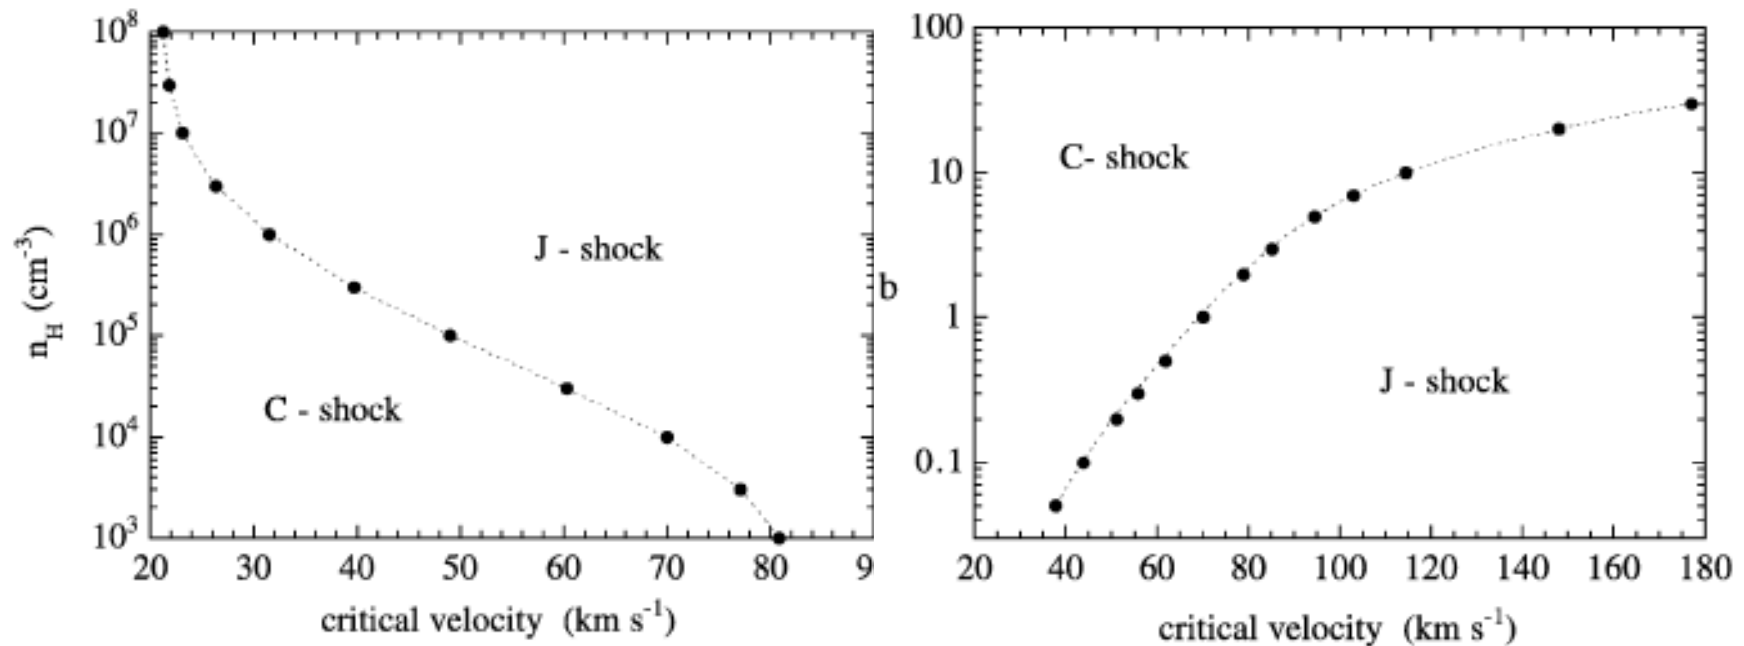 n_H (cm^-3)
10^8
10^7
10^6
10^5
10^4
10^3
J - shock
C - shock
20 30 40 50 60 70 80 9
critical velocity (km s^-1)
b
100
10
1
0.1
C- shock
J - shock
20 40 60 80 100 120 140 160 180
critical velocity (km s^-1)